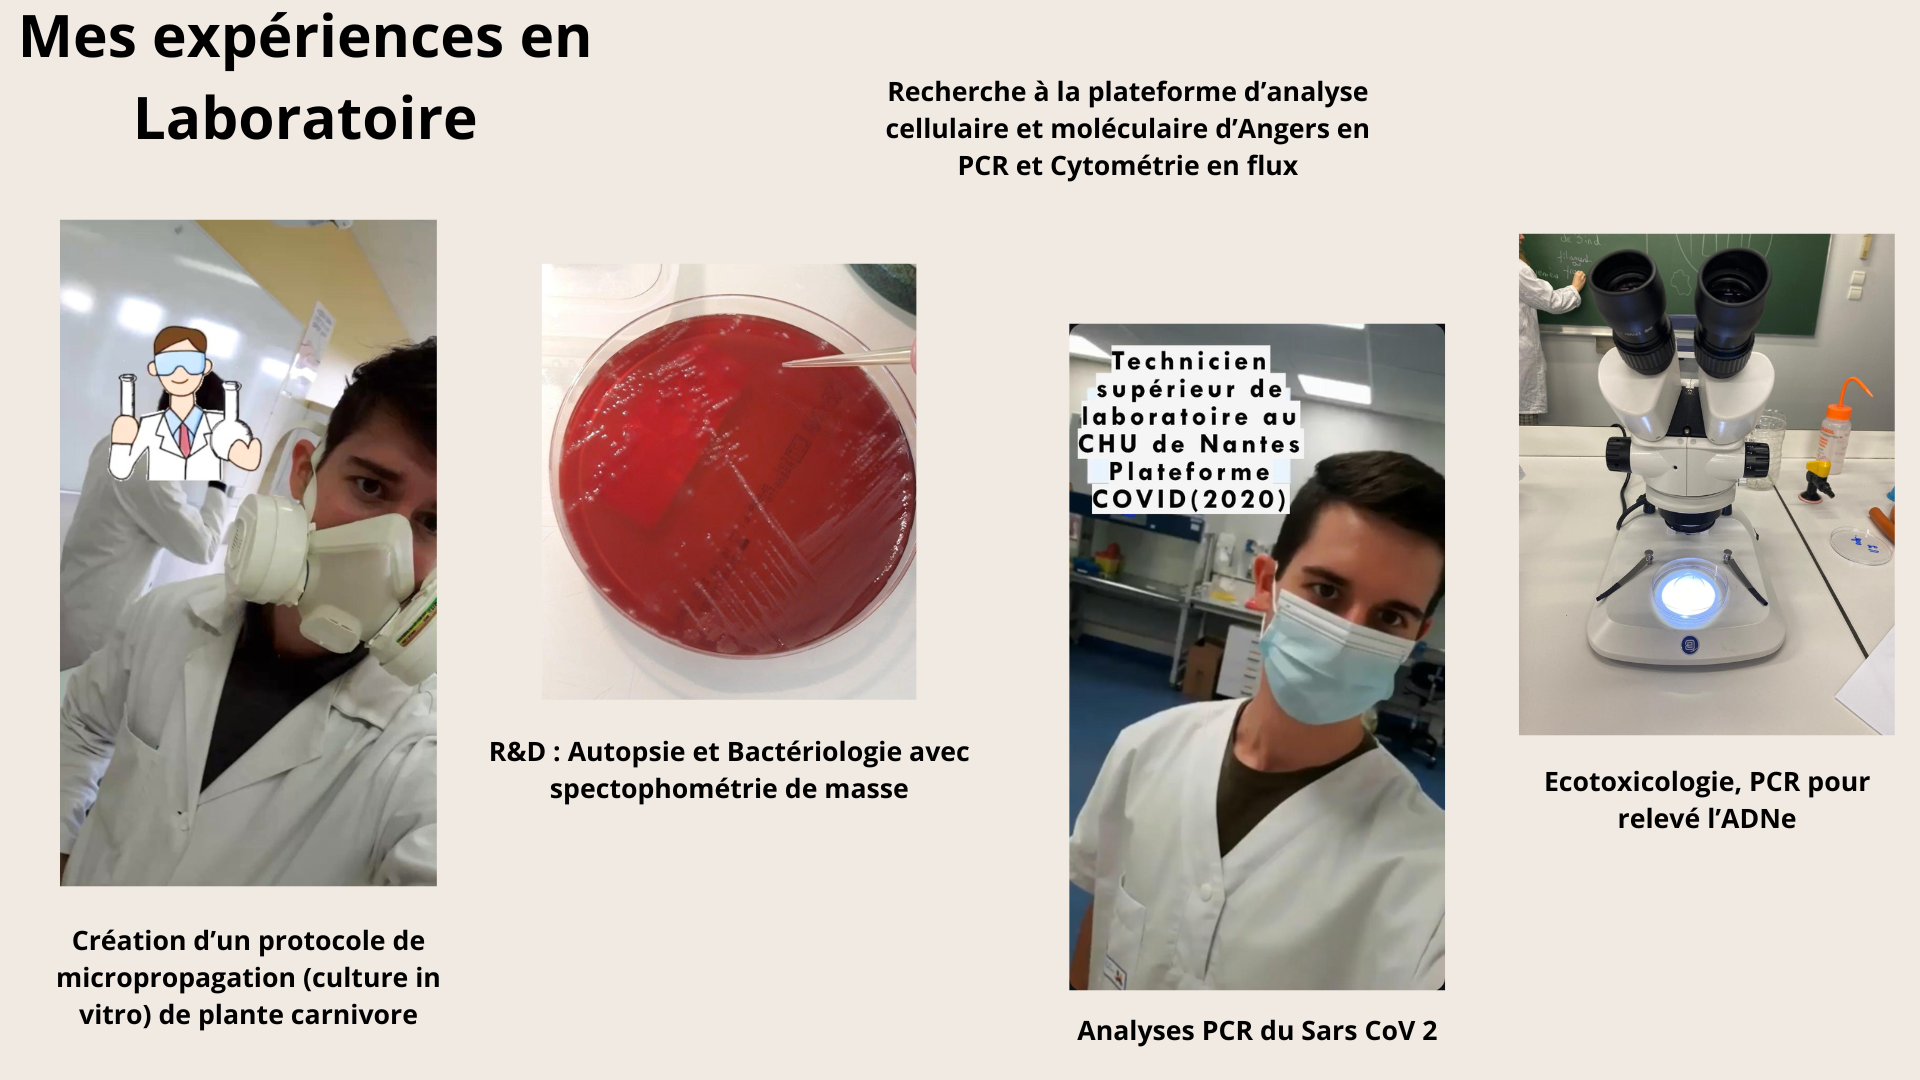 Mes expériences en
Laboratoire
Recherche à la plateforme d’analyse
cellulaire et moléculaire d’Angers en
PCR et Cytométrie en flux
Technicien
supérieur de
laboratoire au
CHU de Nantes
Plateforme
COVID(2020)
de 3 ind
R&D : Autopsie et Bactériologie avec
spectophométrie de masse
Ecotoxicologie, PCR pour
relevé l’ADNe
Création d’un protocole de
micropropagation (culture in
vitro) de plante carnivore
Analyses PCR du Sars CoV 2